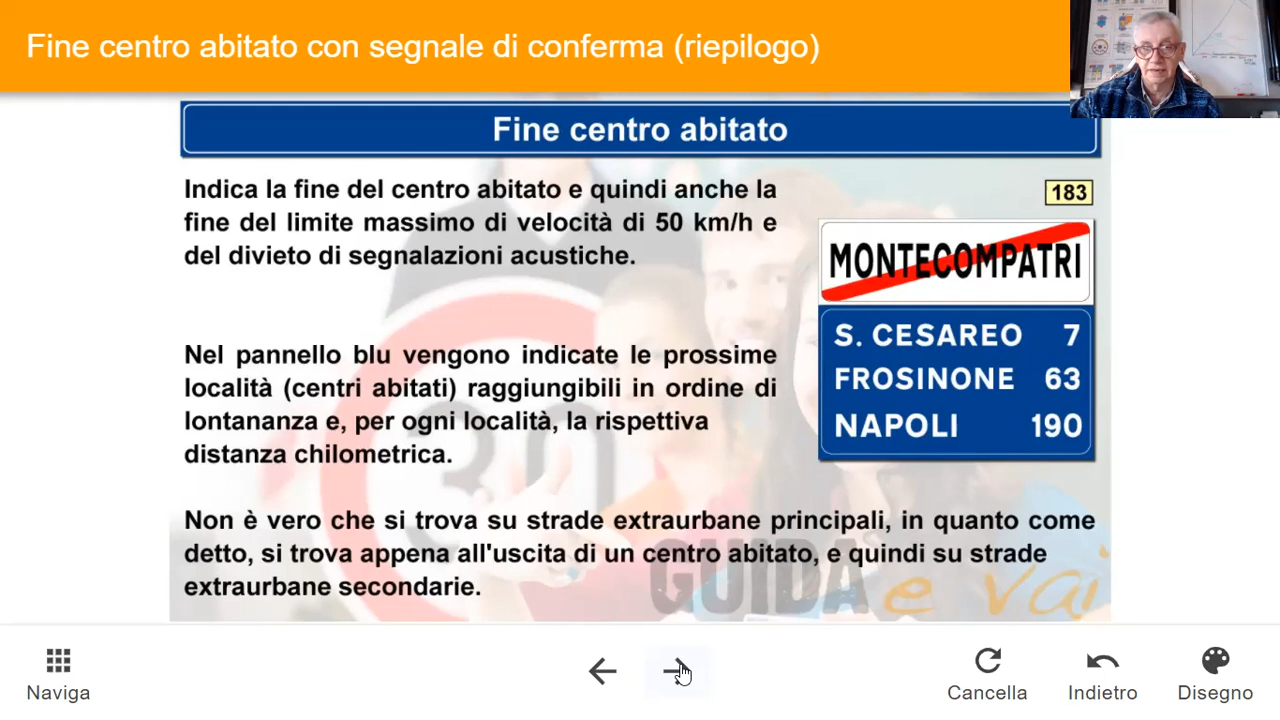 Fine centro abitato con segnale di conferma (riepilogo)
Fine centro abitato
Indica la fine del centro abitato e quindi anche la
fine del limite massimo di velocità di 50 km/h e
del divieto di segnalazioni acustiche.
183
MONTECOMPATRI
S. CESAREO 7
FROSINONE 63
NAPOLI 190
Nel pannello blu vengono indicate le prossime
località (centri abitati) raggiungibili in ordine di
lontananza e, per ogni località, la rispettiva
distanza chilometrica.
30
Non è vero che si trova su strade extraurbane principali, in quanto come
detto, si trova appena all'uscita di un centro abitato, e quindi su strade
extraurbane secondarie.
GUIDA e vai
Naviga
Cancella
Indietro
Disegno